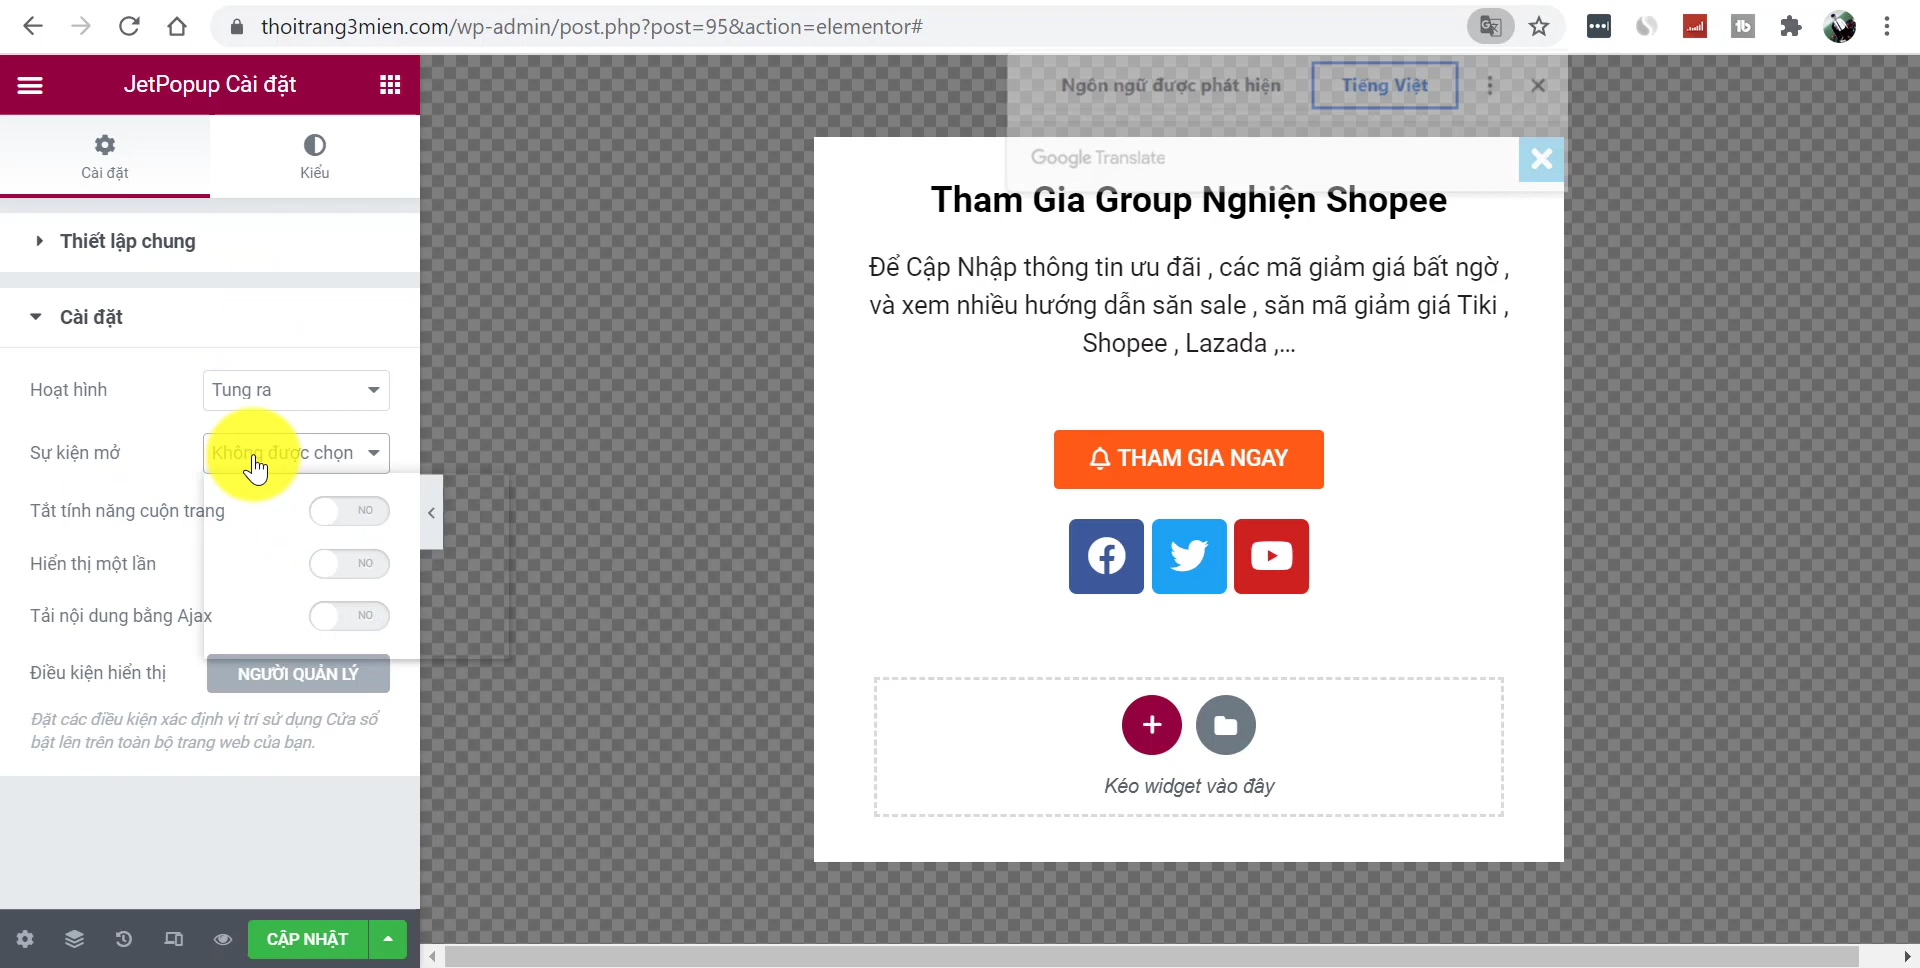 thoitrang3mien.com/wp-admin/post.php?post=95&action=elementor#
JetPopup Cài đặt
Cài đặt
Kiểu
Thiết lập chung
Cài đặt
Hoạt hình
Tung ra
Sự kiện mở
Không được chọn
Tắt tính năng cuộn trang
NO
Hiển thị một lần
NO
Tải nội dung bằng Ajax
NO
Điều kiện hiển thị
NGƯỜI QUẢN LÝ
Đặt các điều kiện xác định vị trí sử dụng Cửa sổ
bật lên trên toàn bộ trang web của bạn.
CẬP NHẬT
Ngôn ngữ được phát hiện
Tiếng Việt
Google Translate
Tham Gia Group Nghiện Shopee
Để Cập Nhập thông tin ưu đãi , các mã giảm giá bất ngờ ,
và xem nhiều hướng dẫn săn sale , săn mã giảm giá Tiki ,
Shopee , Lazada ,...
THAM GIA NGAY
Kéo widget vào đây